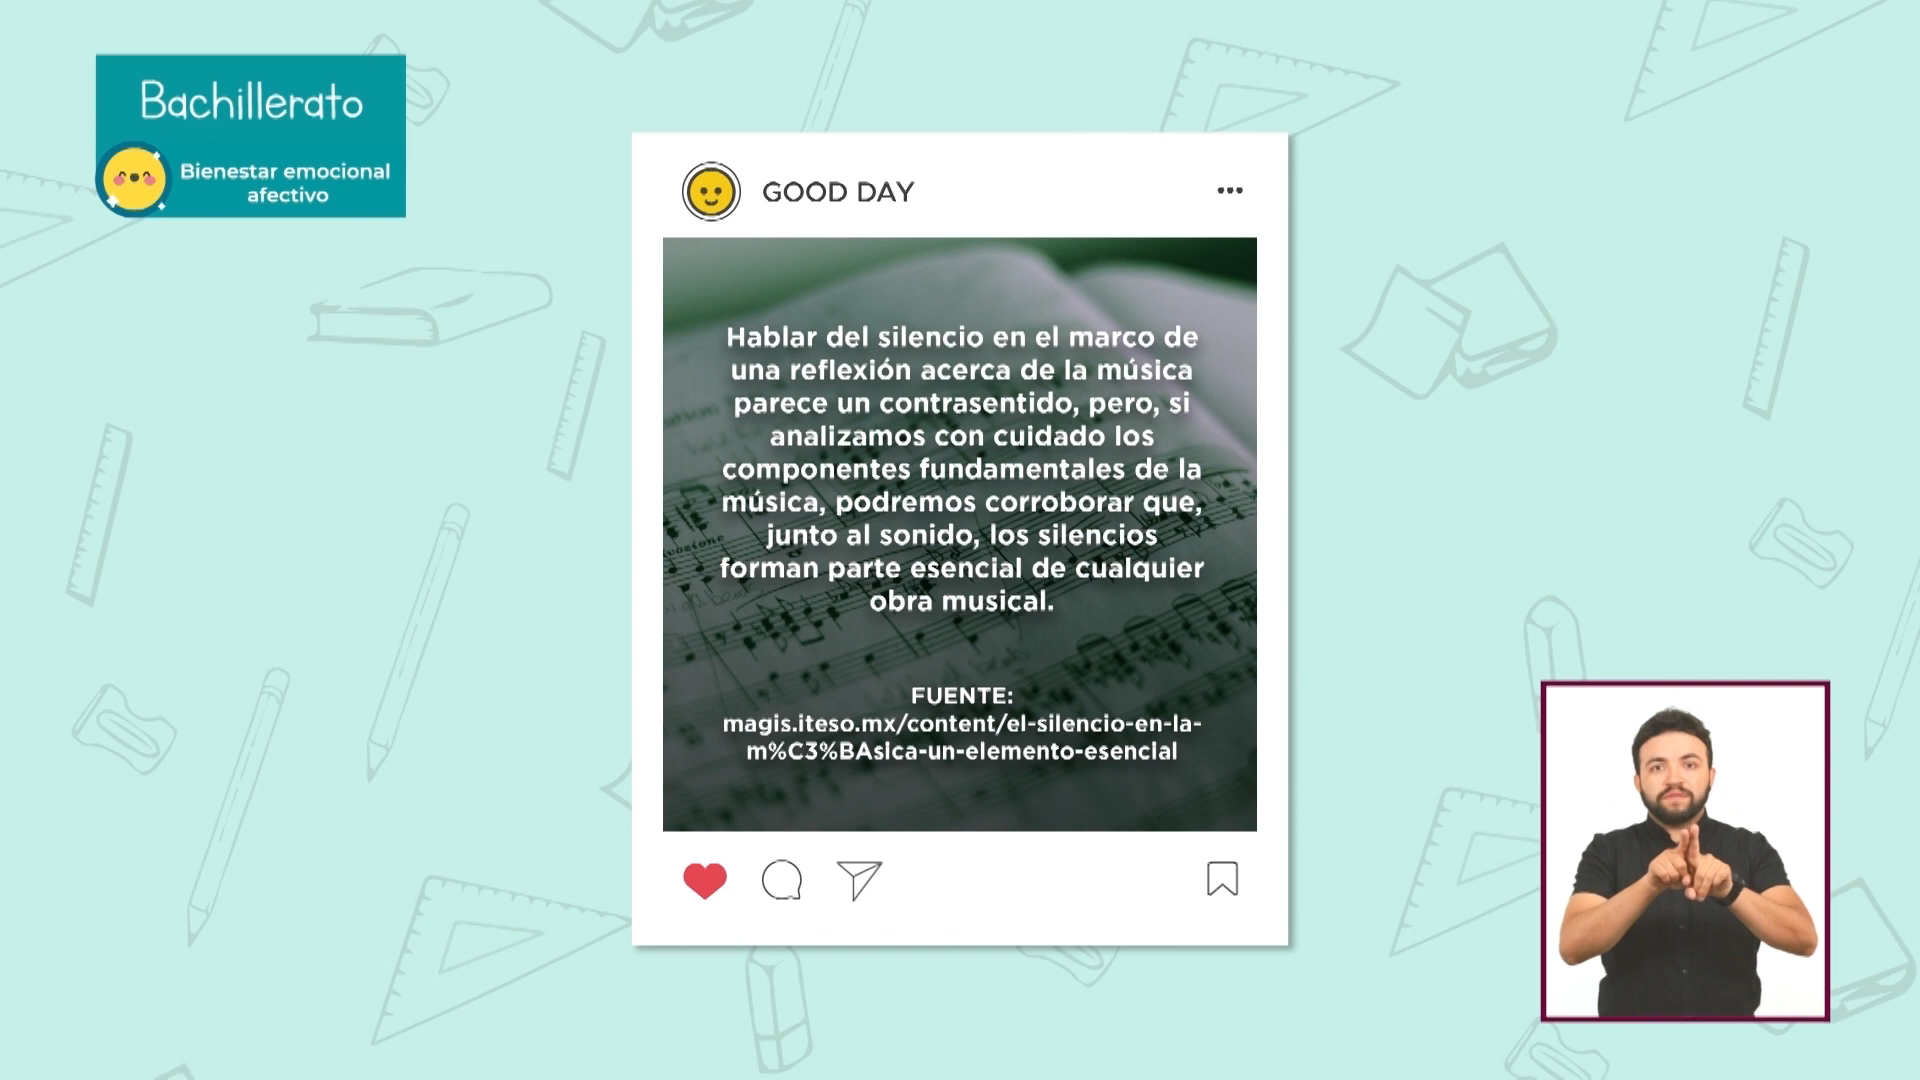 Bachillerato
Bienestar emocional
afectivo
GOOD DAY
Hablar del silencio en el marco de
una reflexión acerca de la música
parece un contrasentido, pero, si
analizamos con cuidado los
componentes fundamentales de la
música, podremos corroborar que,
junto al sonido, los silencios
forman parte esencial de cualquier
obra musical.
FUENTE:
magis.iteso.mx/content/el-silencio-en-la-
m%C3%BAsica-un-elemento-esencial